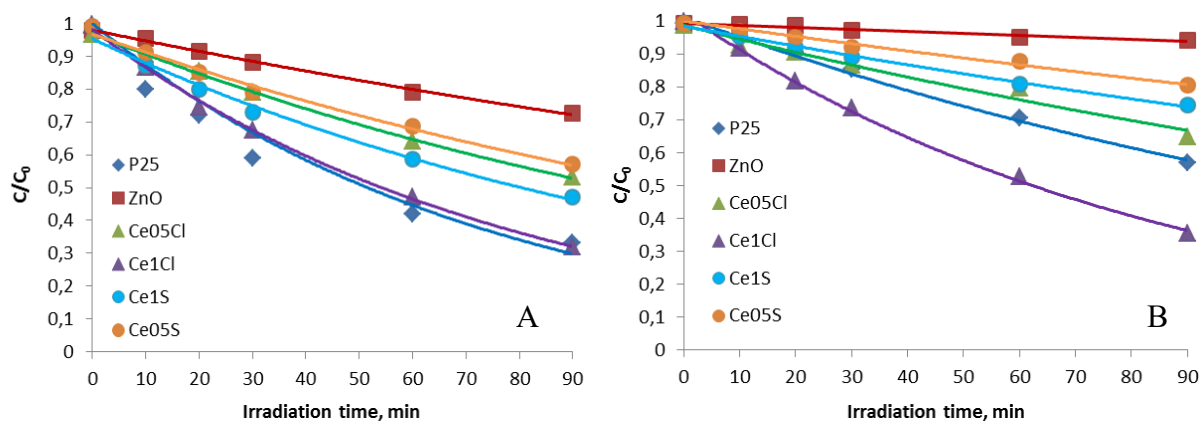 C/C₀
1
0,9
0,8
0,7
0,6
0,5
0,4
0,3
0,2
0,1
0
P25
ZnO
Ce05Cl
Ce1Cl
Ce1S
Ce05S
A
0 10 20 30 40 50 60 70 80 90
Irradiation time, min
C/C₀
1
0,9
0,8
0,7
0,6
0,5
0,4
0,3
0,2
0,1
0
P25
ZnO
Ce05Cl
Ce1Cl
Ce1S
Ce05S
B
0 10 20 30 40 50 60 70 80 90
Irradiation time, min